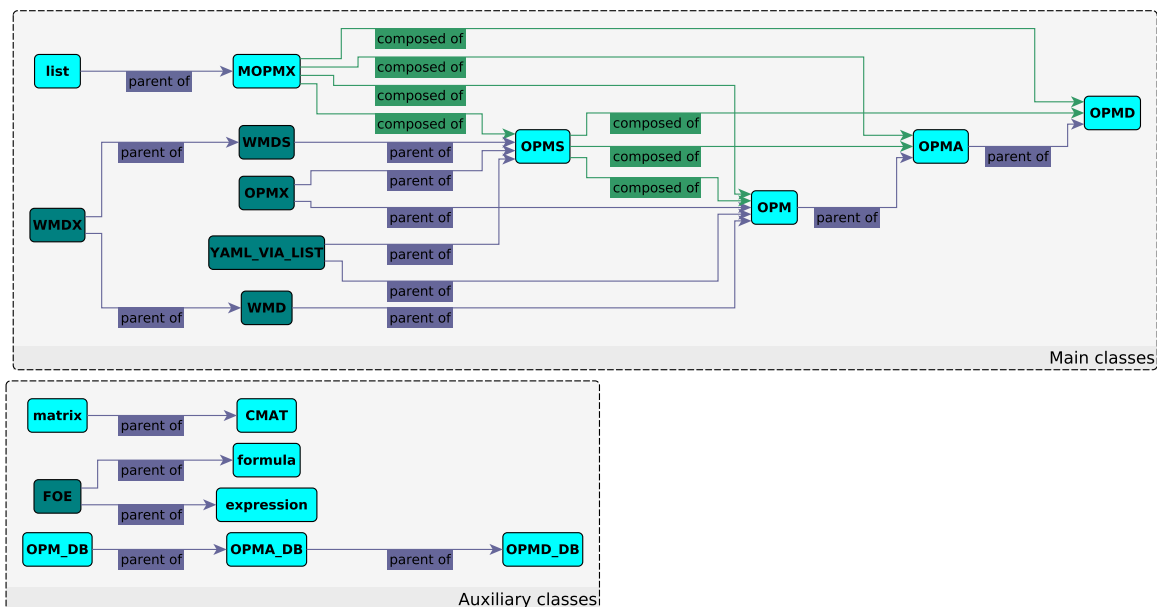 composed of
list
MOPMX
composed of
parent of
composed of
OPMD
composed of
composed of
WMDS
OPMS
OPMA
parent of
parent of
composed of
parent of
parent of
OPMX
composed of
OPM
parent of
parent of
WMDX
YAML_VIA_LIST
parent of
parent of
WMD
parent of
parent of
Main classes
matrix
CMAT
parent of
formula
parent of
FOE
expression
parent of
OPM_DB
OPMA_DB
OPMD_DB
parent of
parent of
Auxiliary classes